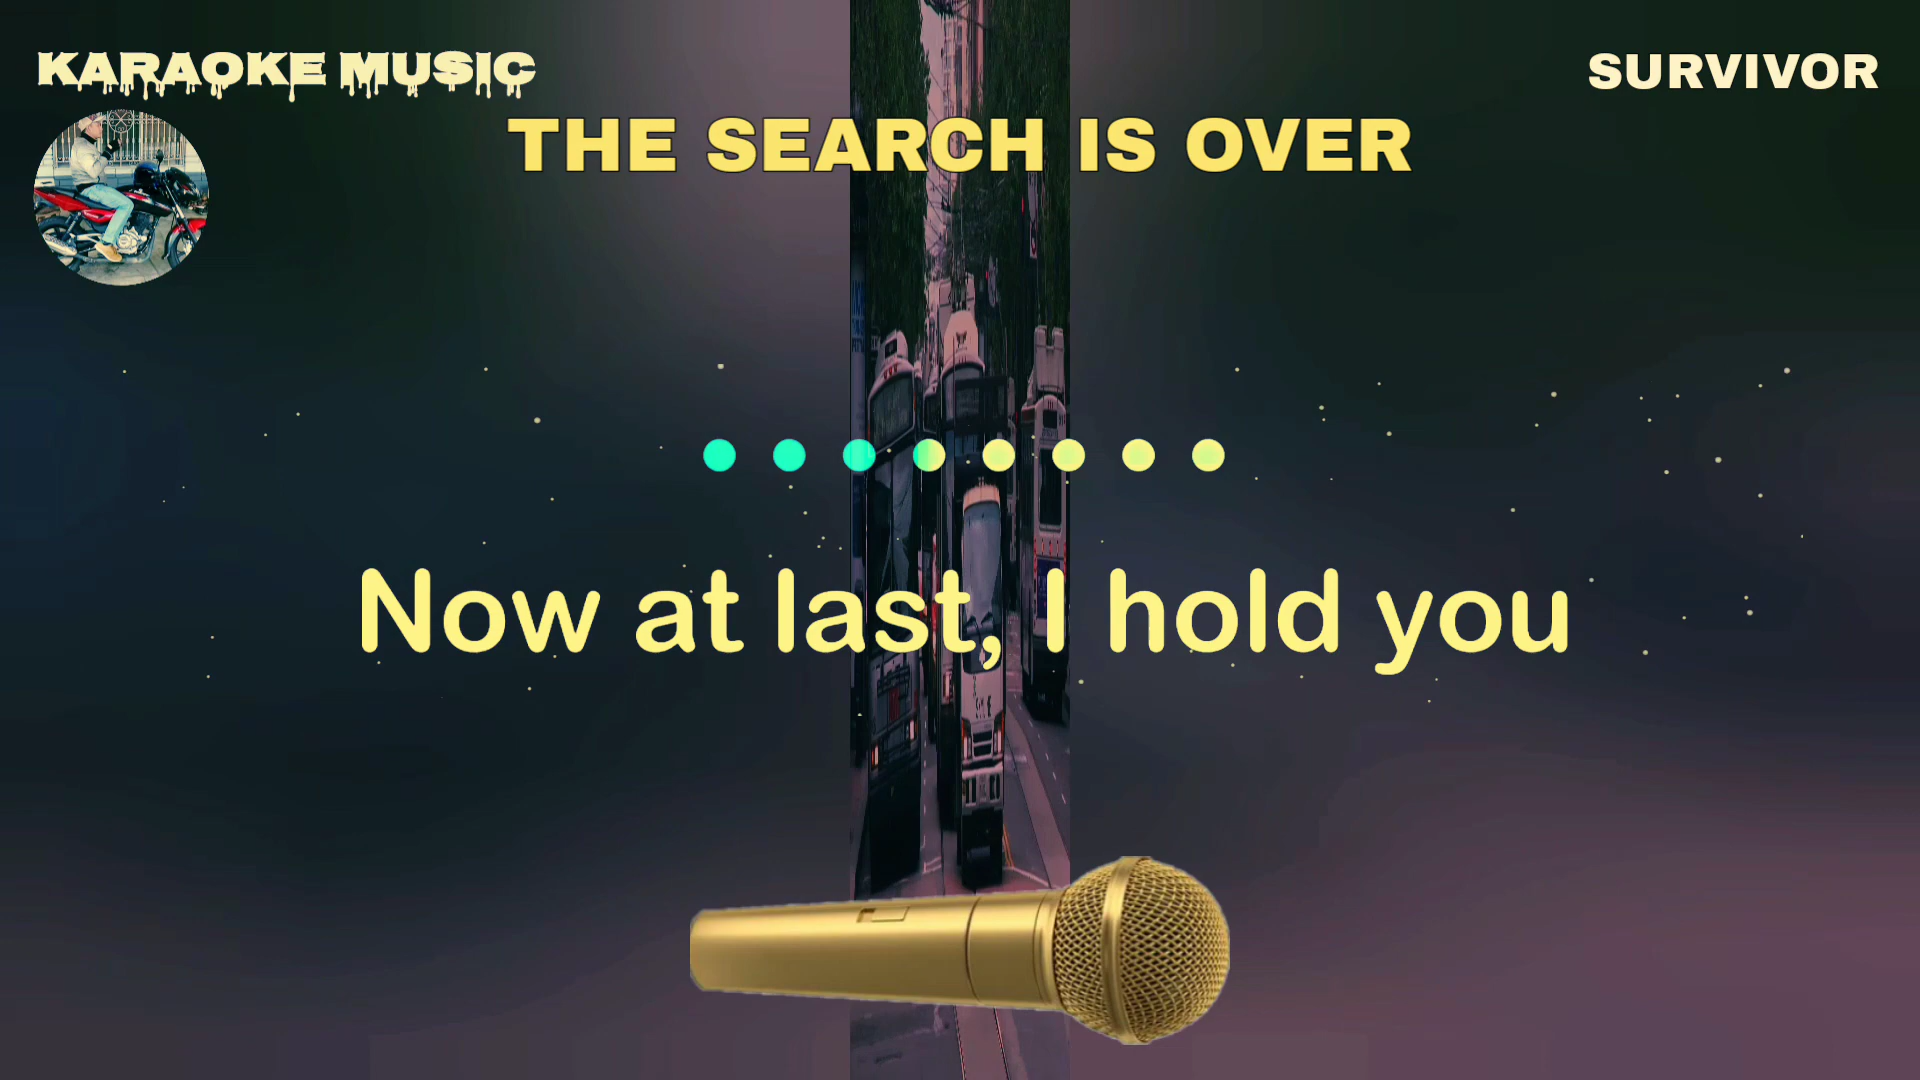 KARAOKE MUSIC
SURVIVOR
THE SEARCH IS OVER
Now at last, I hold you